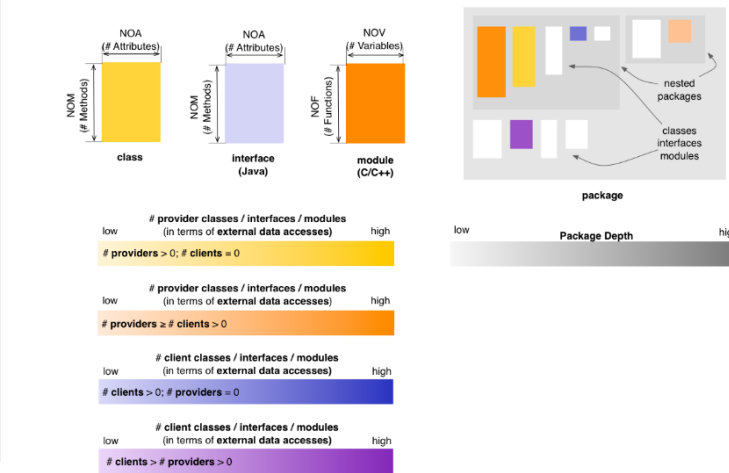 NOA
(# Attributes)
NOM
(# Methods)
class
NOA
(# Attributes)
NOM
(# Methods)
interface
(Java)
NOV
(# Variables)
NOF
(# Functions)
module
(C/C++)
nested
packages
classes
interfaces
modules
package
# provider classes / interfaces / modules
low (in terms of external data accesses) high
# providers > 0; # clients = 0
# provider classes / interfaces / modules
low (in terms of external data accesses) high
# providers ≥ # clients > 0
# client classes / interfaces / modules
low (in terms of external data accesses) high
# clients > 0; # providers = 0
# client classes / interfaces / modules
low (in terms of external data accesses) high
# clients > # providers > 0
low Package Depth